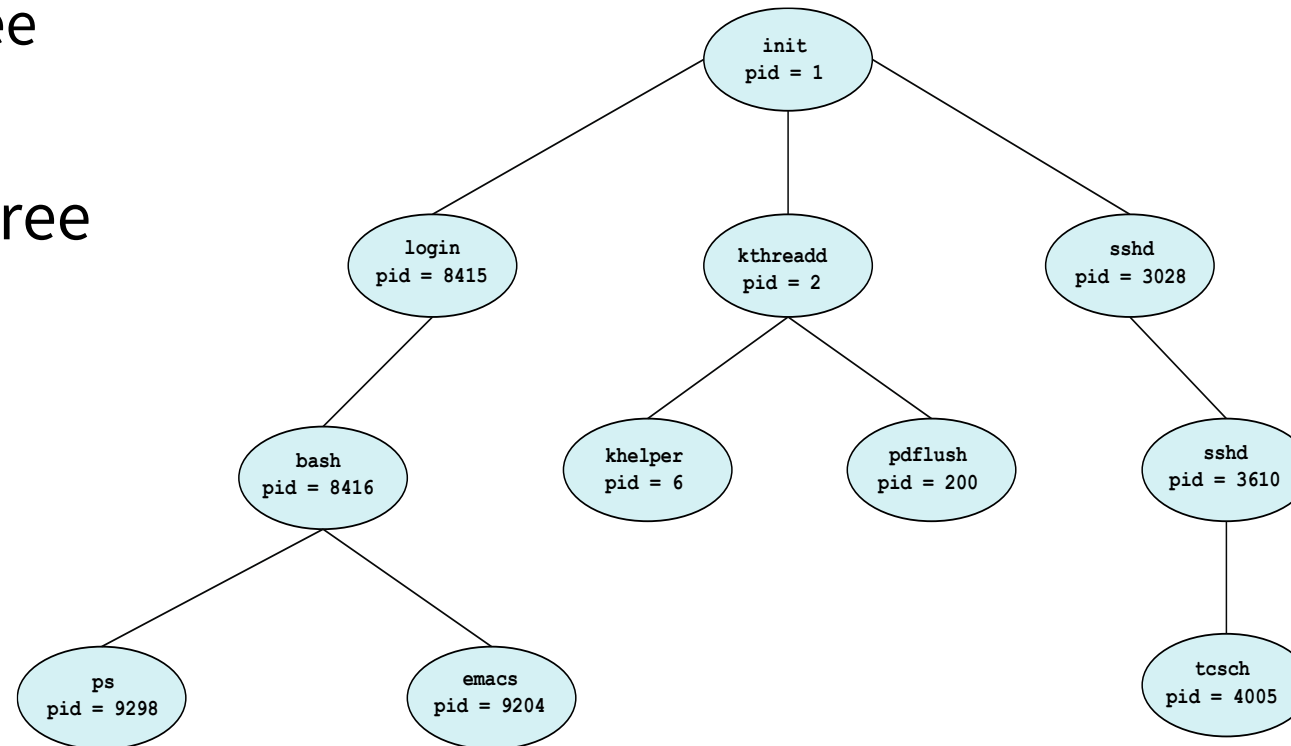 ee
ree
init
pid = 1
login
pid = 8415
kthreadd
pid = 2
sshd
pid = 3028
bash
pid = 8416
khelper
pid = 6
pdflush
pid = 200
sshd
pid = 3610
ps
pid = 9298
emacs
pid = 9204
tcsch
pid = 4005